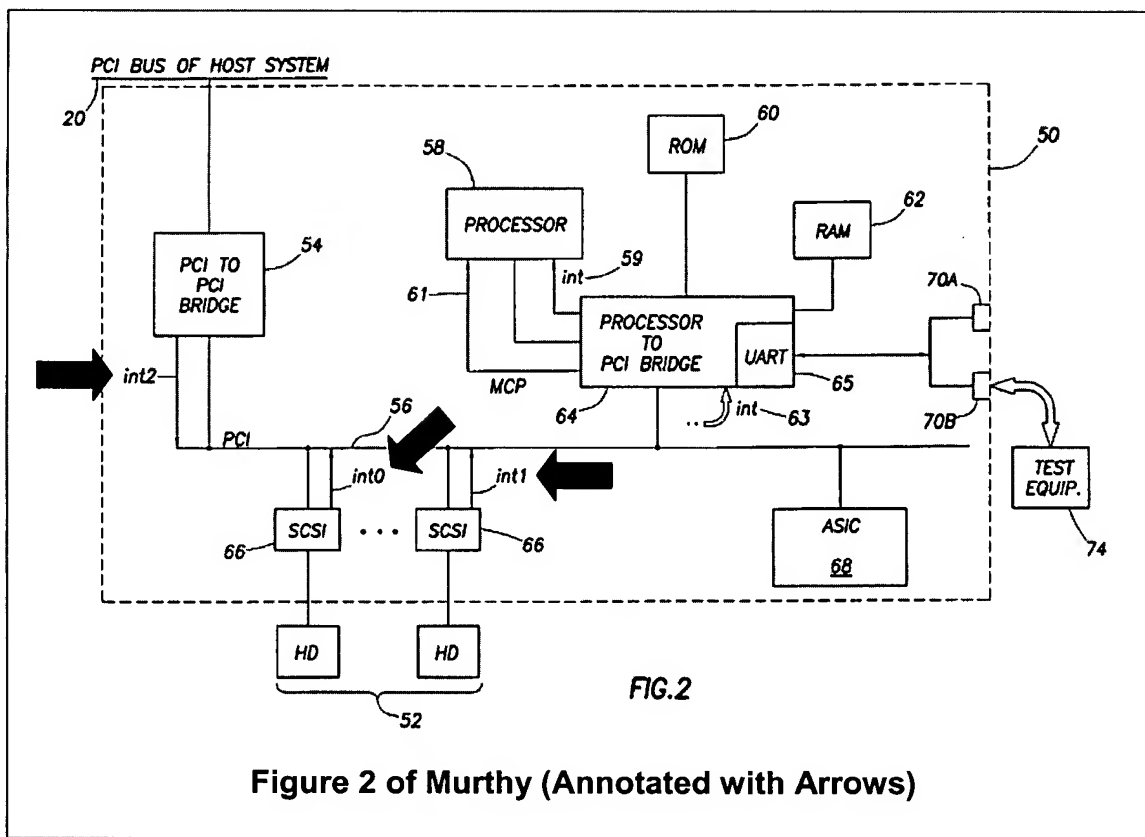 PCI BUS OF HOST SYSTEM
20
60
ROM
50
58
PROCESSOR
62
RAM
54
PCI TO
PCI
BRIDGE
int
59
61
70A
PROCESSOR
TO
PCI BRIDGE
UART
int2
MCP
65
64
int
63
70B
56
PCI
int0
int1
TEST
EQUIP.
SCSI
SCSI
66
66
ASIC
68
74
HD
HD
FIG.2
52
Figure 2 of Murthy (Annotated with Arrows)